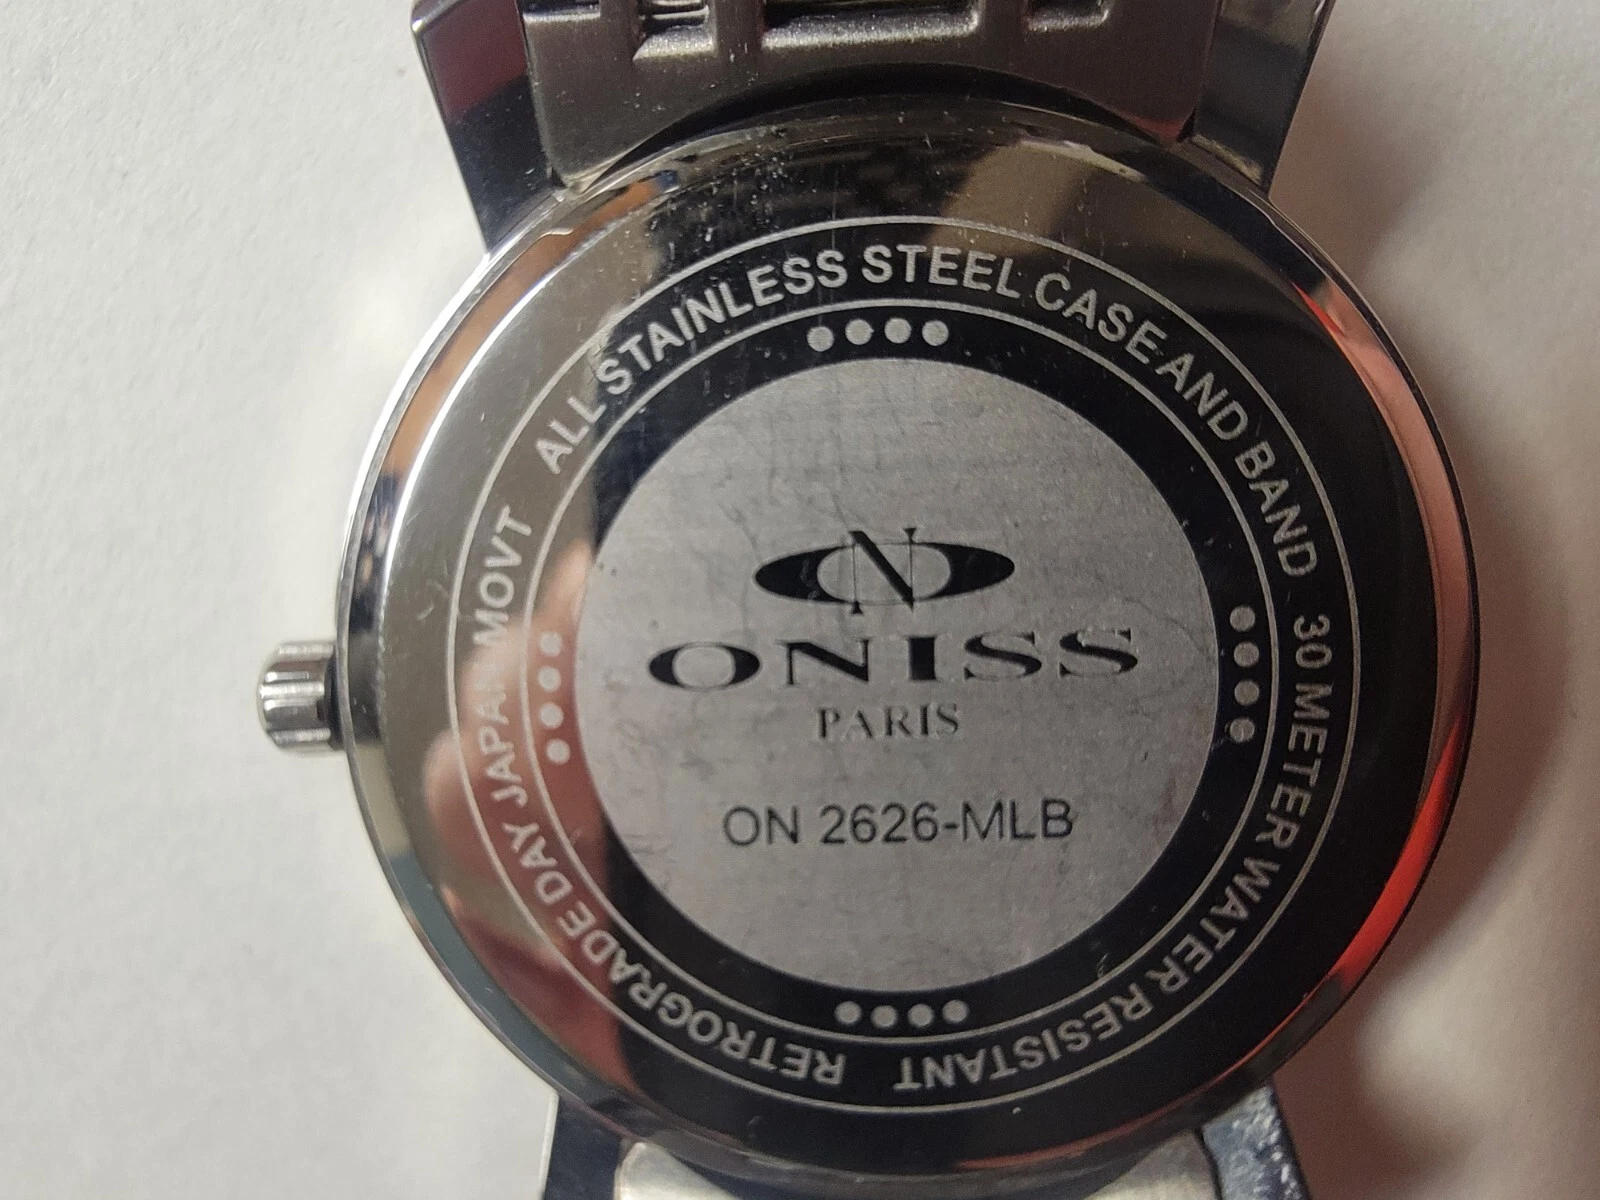 ALL STAINLESS STEEL CASE AND BAND 30 METER WATER RESISTANT RETROGRADE DAY JAPAN MOVT
ON
ONISS
PARIS
ON 2626-MLB